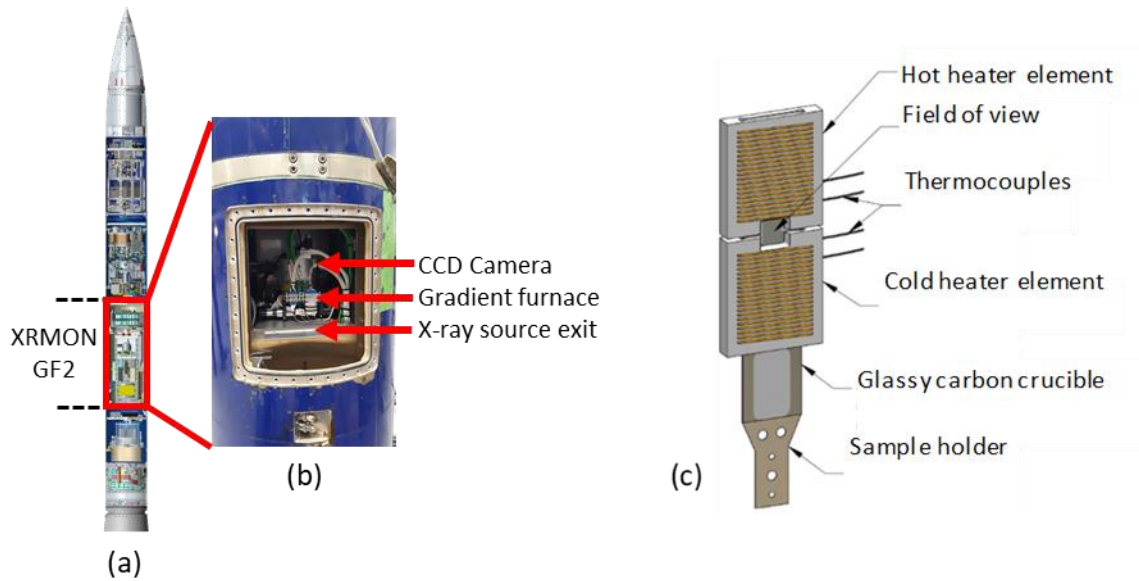 XRMON
GF2
(a)
CCD Camera
Gradient furnace
X-ray source exit
(b)
Hot heater element
Field of view
Thermocouples
Cold heater element
Glassy carbon crucible
Sample holder
(c)